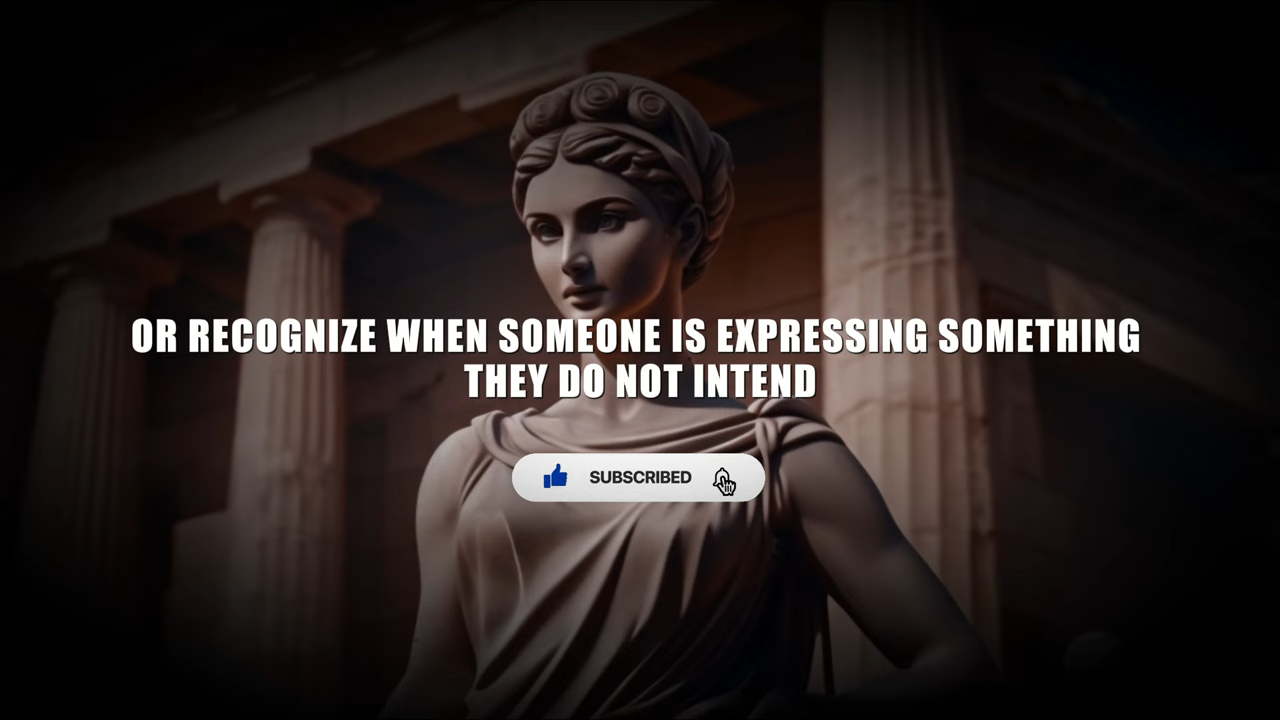 OR RECOGNIZE WHEN SOMEONE IS EXPRESSING SOMETHING
THEY DO NOT INTEND
SUBSCRIBED